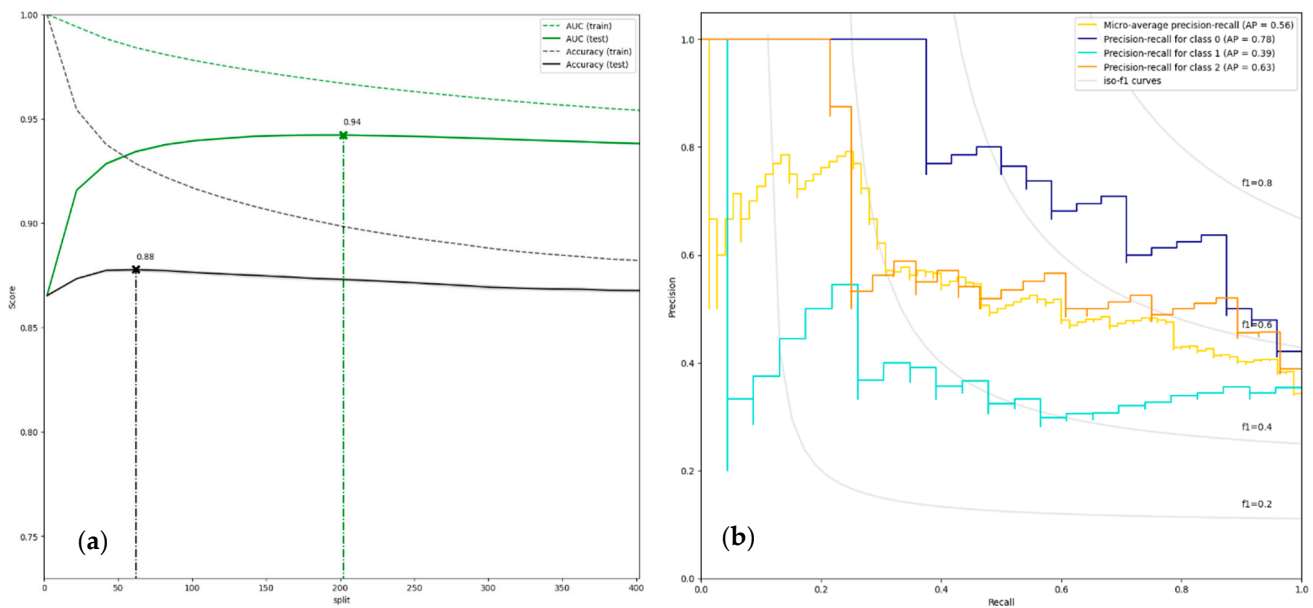 1.00
0.95
0.90
0.85
0.80
0.75
Score
0
50
100
150
200
250
300
350
400
split
AUC (train)
AUC (test)
Accuracy (train)
Accuracy (test)
0.94
0.88
(a)
1.0
0.8
0.6
0.4
0.2
0.0
Precision
0.0
0.2
0.4
0.6
0.8
1.0
Recall
Micro-average precision-recall (AP = 0.56)
Precision-recall for class 0 (AP = 0.78)
Precision-recall for class 1 (AP = 0.39)
Precision-recall for class 2 (AP = 0.63)
iso-f1 curves
f1=0.8
f1=0.6
f1=0.4
f1=0.2
(b)